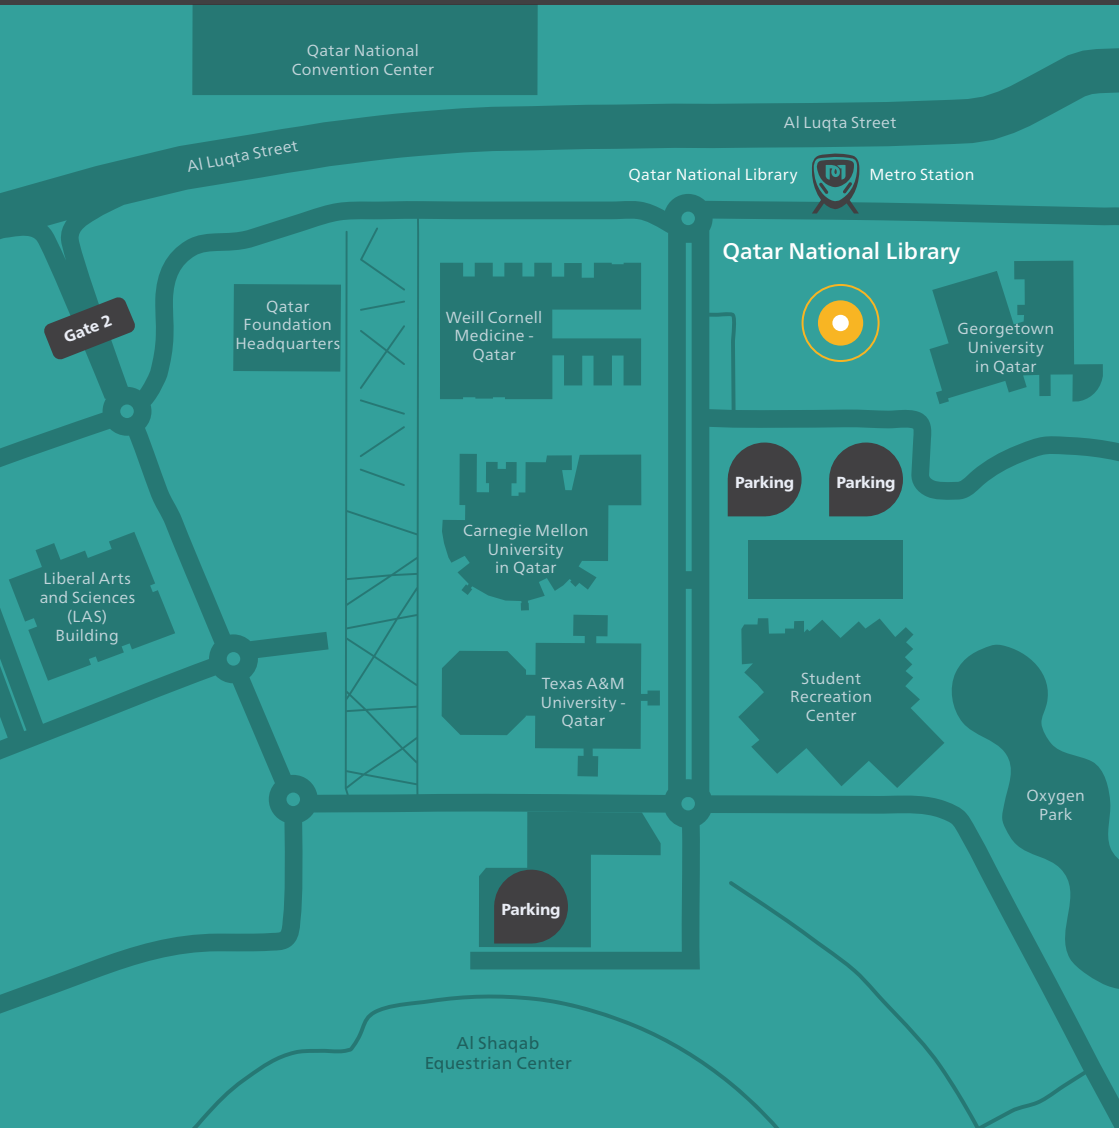 Qatar National
Convention Center
Al Luqta Street
Al Luqta Street
Qatar National Library
Metro Station
Qatar National Library
Gate 2
Qatar
Foundation
Headquarters
Weill Cornell
Medicine -
Qatar
Georgetown
University
in Qatar
Parking
Parking
Carnegie Mellon
University
in Qatar
Liberal Arts
and Sciences
(LAS)
Building
Texas A&M
University -
Qatar
Student
Recreation
Center
Oxygen
Park
Parking
Al Shaqab
Equestrian Center